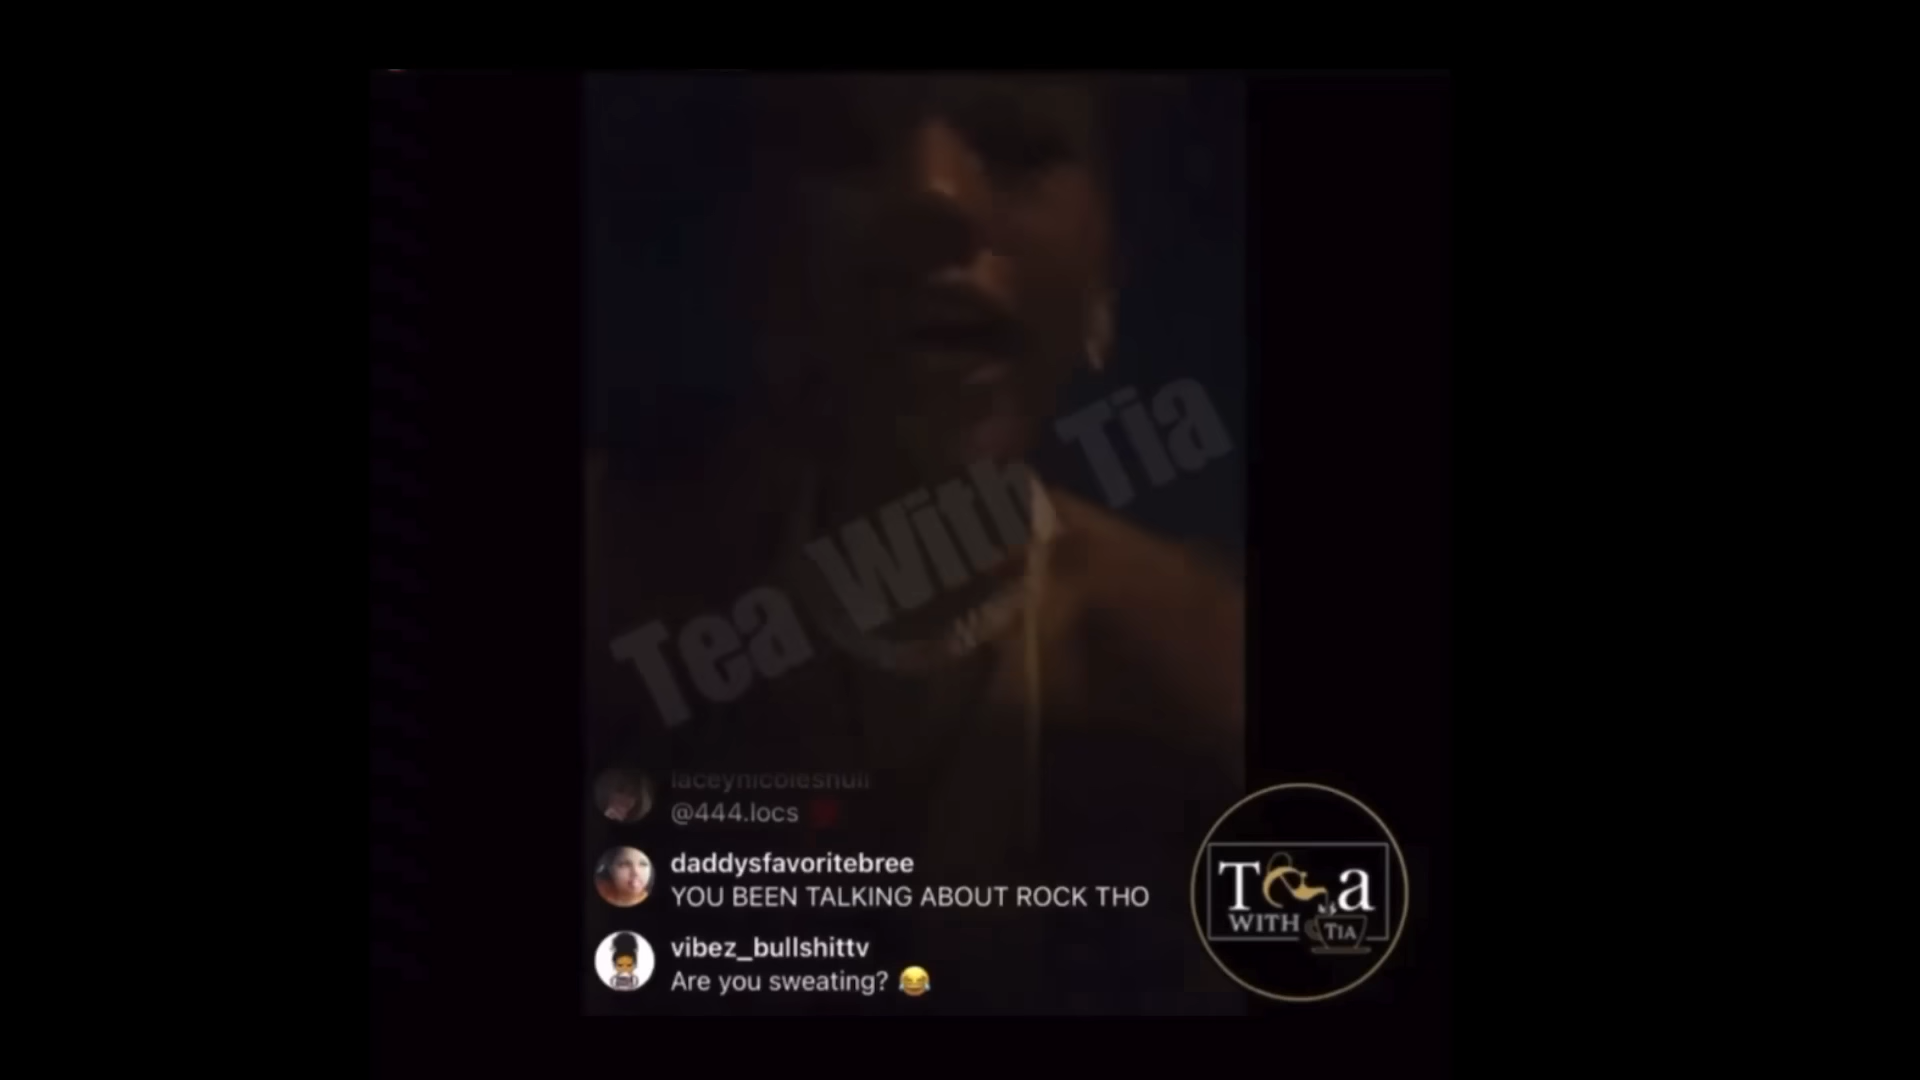 Tea With Tia
laceynicoleshull
@444.locs
daddysfavoritebree
YOU BEEN TALKING ABOUT ROCK THO
vibez_bullshittv
Are you sweating? 😂
Tea
WITH TIA